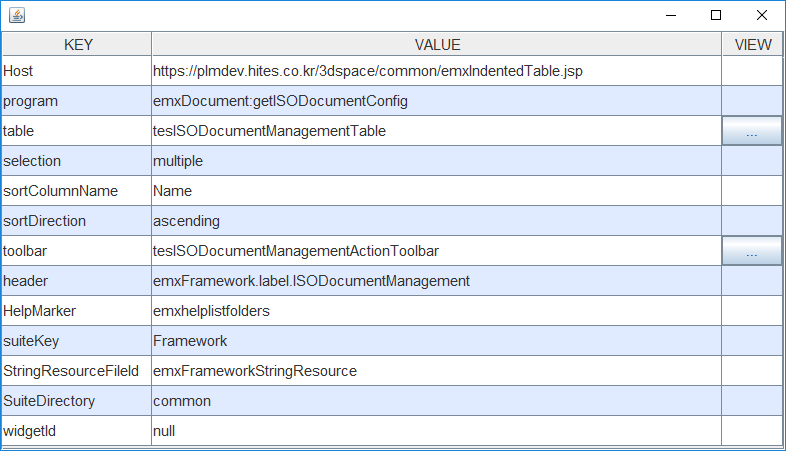 KEY VALUE VIEW
Host https://plmdev.hites.co.kr/3dspace/common/emxIndentedTable.jsp
program emxDocument:getISODocumentConfig
table tesISODocumentManagementTable ...
selection multiple
sortColumnName Name
sortDirection ascending
toolbar tesISODocumentManagementActionToolbar ...
header emxFramework.label.ISODocumentManagement
HelpMarker emxhelplistfolders
suiteKey Framework
StringResourceFileId emxFrameworkStringResource
SuiteDirectory common
widgetId null